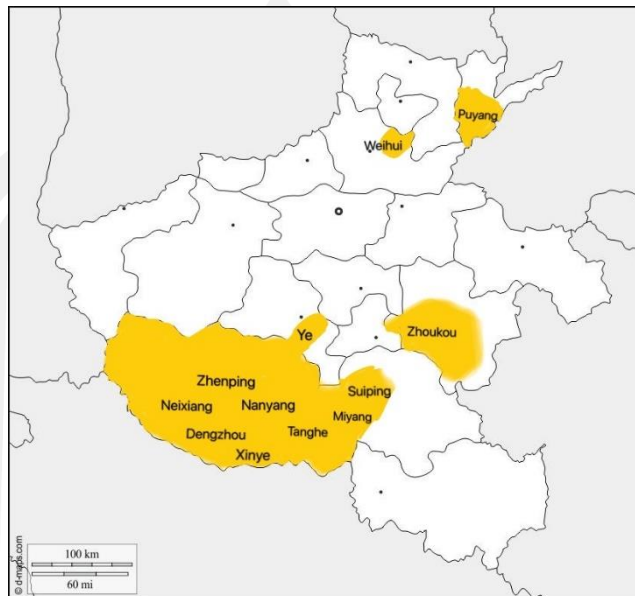 Puyang
Weihui
Ye
Zhoukou
Zhenping
Suiping
Neixiang
Nanyang
Miyang
Dengzhou
Tanghe
Xinye
100 km
60 mi
© d-maps.com